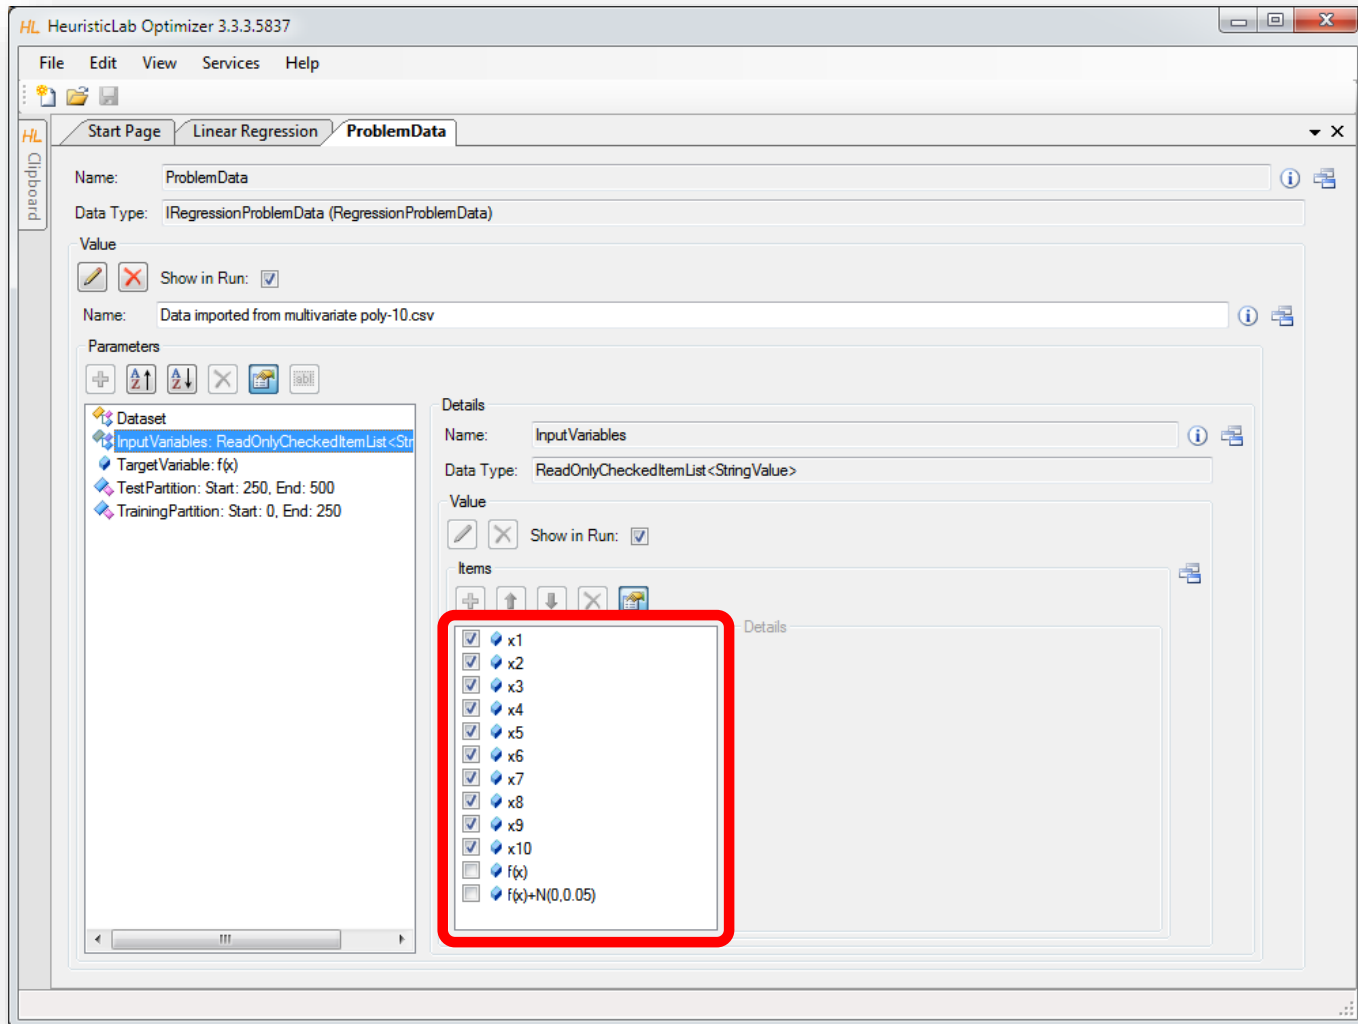 HL HeuristicLab Optimizer 3.3.3.5837
File Edit View Services Help
HL Clipboard
Start Page Linear Regression ProblemData
Name: ProblemData
Data Type: IRegressionProblemData (RegressionProblemData)
Value
Show in Run:
Name: Data imported from multivariate poly-10.csv
Parameters
Dataset
InputVariables: ReadOnlyCheckedItemList<Str
TargetVariable: f(x)
TestPartition: Start: 250, End: 500
TrainingPartition: Start: 0, End: 250
Details
Name: InputVariables
Data Type: ReadOnlyCheckedItemList<StringValue>
Value
Show in Run:
Items
x1
x2
x3
x4
x5
x6
x7
x8
x9
x10
f(x)
f(x)+N(0,0.05)
Details